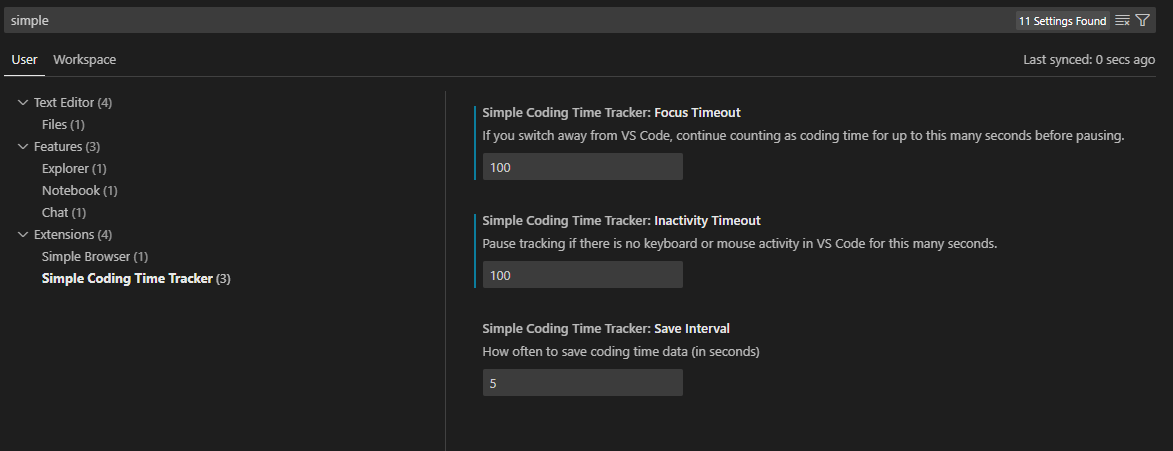 simple
11 Settings Found
User Workspace
Last synced: 0 secs ago
Text Editor (4)
Files (1)
Features (3)
Explorer (1)
Notebook (1)
Chat (1)
Extensions (4)
Simple Browser (1)
Simple Coding Time Tracker (3)
Simple Coding Time Tracker: Focus Timeout
If you switch away from VS Code, continue counting as coding time for up to this many seconds before pausing.
100
Simple Coding Time Tracker: Inactivity Timeout
Pause tracking if there is no keyboard or mouse activity in VS Code for this many seconds.
100
Simple Coding Time Tracker: Save Interval
How often to save coding time data (in seconds)
5